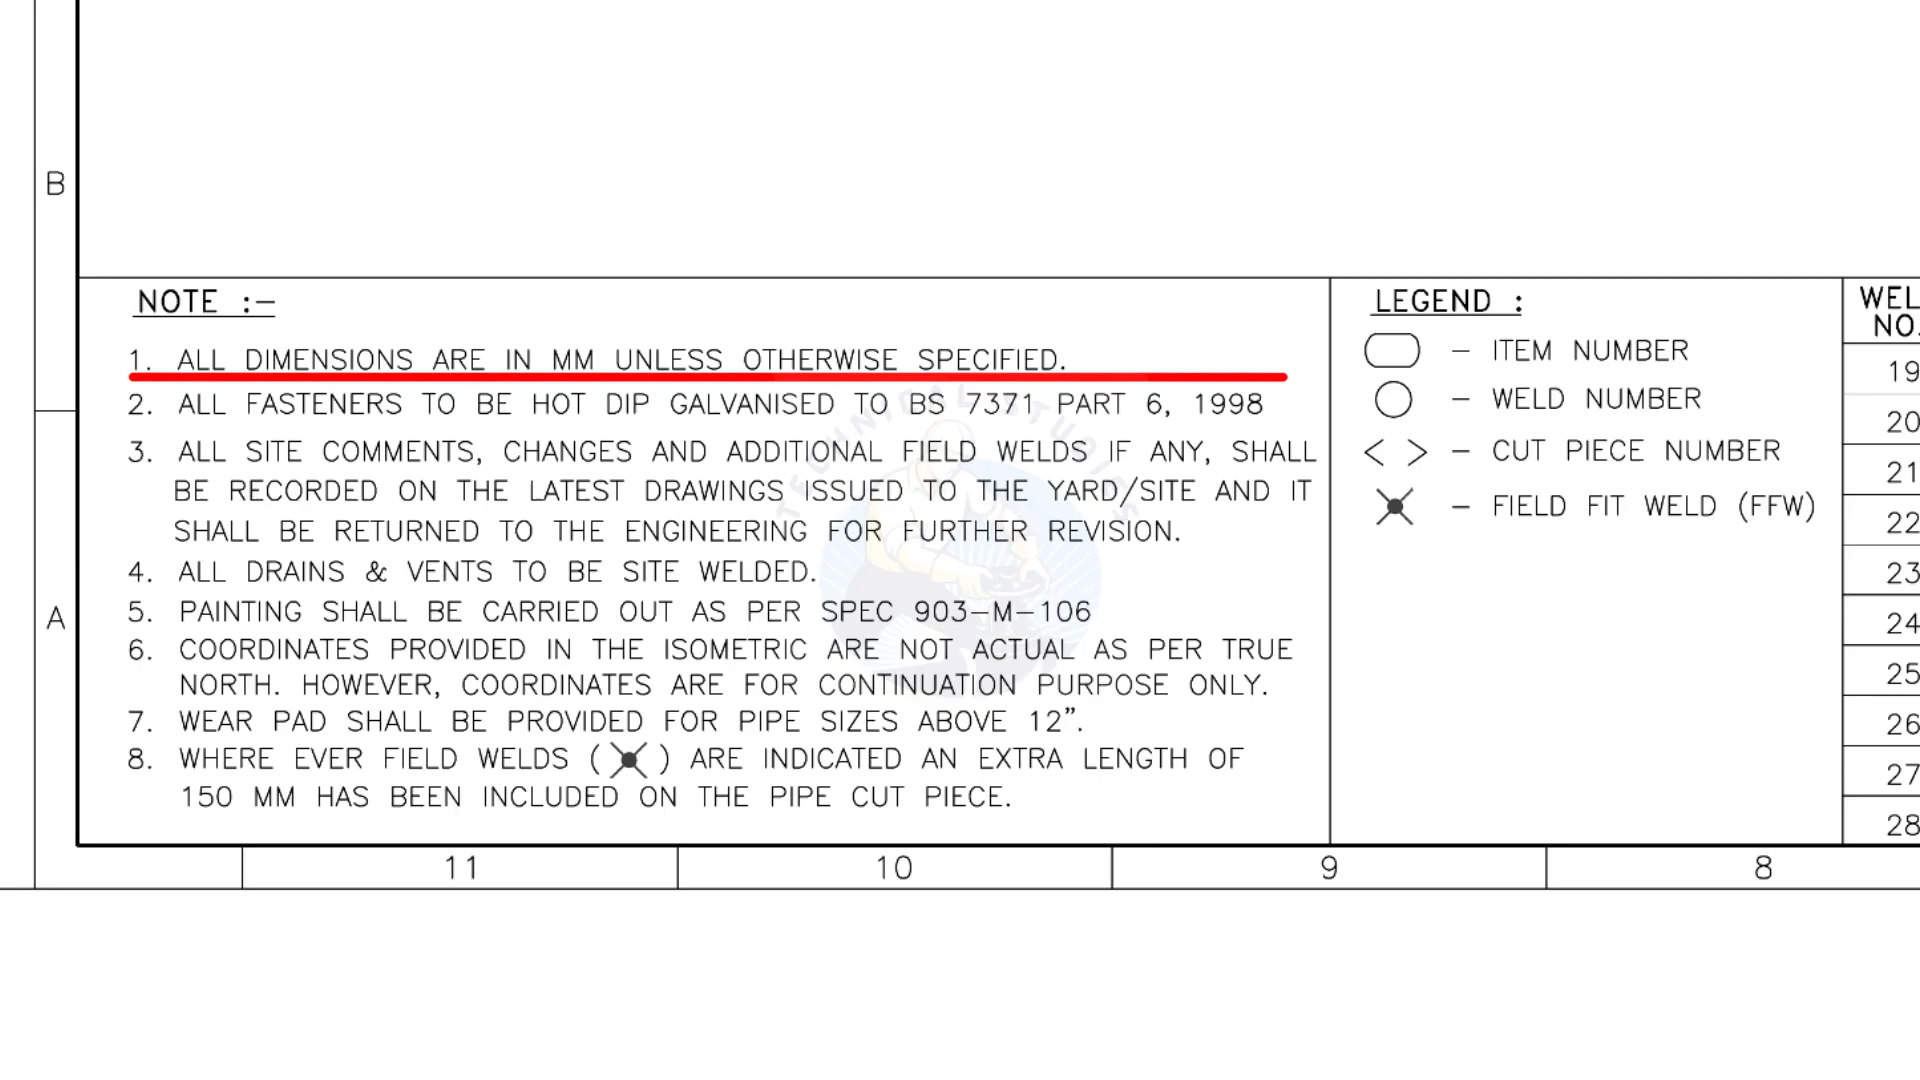 B
NOTE :-
1. ALL DIMENSIONS ARE IN MM UNLESS OTHERWISE SPECIFIED.
2. ALL FASTENERS TO BE HOT DIP GALVANISED TO BS 7371 PART 6, 1998
3. ALL SITE COMMENTS, CHANGES AND ADDITIONAL FIELD WELDS IF ANY, SHALL
BE RECORDED ON THE LATEST DRAWINGS ISSUED TO THE YARD/SITE AND IT
SHALL BE RETURNED TO THE ENGINEERING FOR FURTHER REVISION.
4. ALL DRAINS & VENTS TO BE SITE WELDED.
5. PAINTING SHALL BE CARRIED OUT AS PER SPEC 903-M-106
6. COORDINATES PROVIDED IN THE ISOMETRIC ARE NOT ACTUAL AS PER TRUE
NORTH. HOWEVER, COORDINATES ARE FOR CONTINUATION PURPOSE ONLY.
7. WEAR PAD SHALL BE PROVIDED FOR PIPE SIZES ABOVE 12”.
8. WHERE EVER FIELD WELDS ( ) ARE INDICATED AN EXTRA LENGTH OF
150 MM HAS BEEN INCLUDED ON THE PIPE CUT PIECE.
A
TECHNICAL STUDIES
LEGEND :
- ITEM NUMBER
- WELD NUMBER
< > - CUT PIECE NUMBER
- FIELD FIT WELD (FFW)
WEL
NO.
19
20
21
22
23
24
25
26
27
28
11 10 9 8